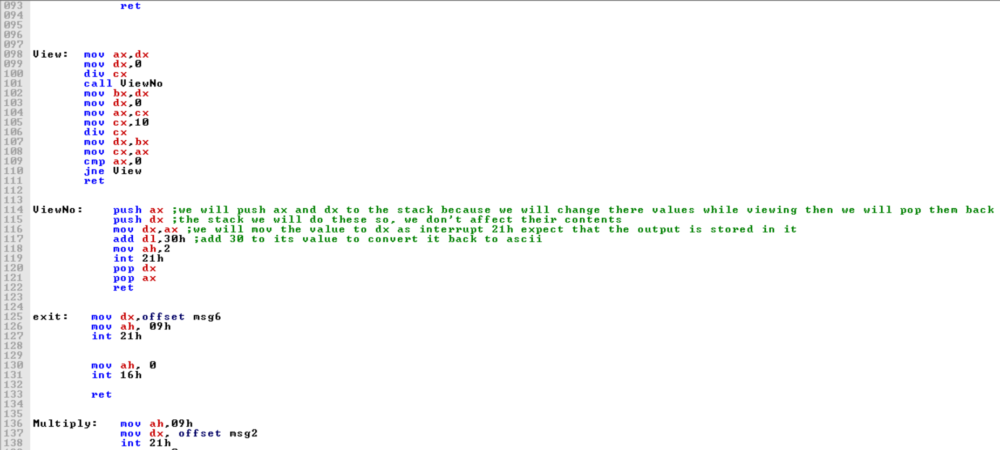 093 ret
094
095
096
097
098 View: mov ax,dx
099 mov dx,0
100 div cx
101 call ViewNo
102 mov bx,dx
103 mov dx,0
104 mov ax,cx
105 mov cx,10
106 div cx
107 mov dx,bx
108 mov cx,ax
109 cmp ax,0
110 jne View
111 ret
112
113
114 ViewNo: push ax ;we will push ax and dx to the stack because we will change there values while viewing then we will pop them back
115 push dx ;the stack we will do these so, we don't affect their contents
116 mov dx,ax ;we will mov the value to dx as interrupt 21h expect that the output is stored in it
117 add dl,30h ;add 30 to its value to convert it back to ascii
118 mov ah,2
119 int 21h
120 pop dx
121 pop ax
122 ret
123
124
125 exit: mov dx,offset msg6
126 mov ah, 09h
127 int 21h
128
129
130 mov ah, 0
131 int 16h
132
133 ret
134
135
136 Multiply: mov ah,09h
137 mov dx, offset msg2
138 int 21h